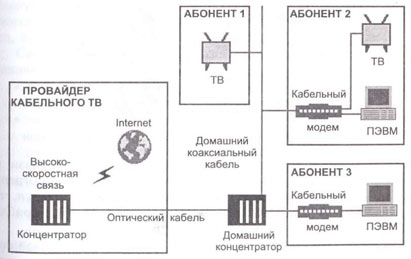 АБОНЕНТ 1
ТВ
АБОНЕНТ 2
ТВ
Кабельный
модем
ПЭВМ
ПРОВАЙДЕР
КАБЕЛЬНОГО ТВ
Internet
Высоко-
скоростная
связь
Концентратор
Оптический кабель
Домашний
коаксиальный
кабель
Домашний
концентратор
АБОНЕНТ 3
Кабельный
модем
ПЭВМ